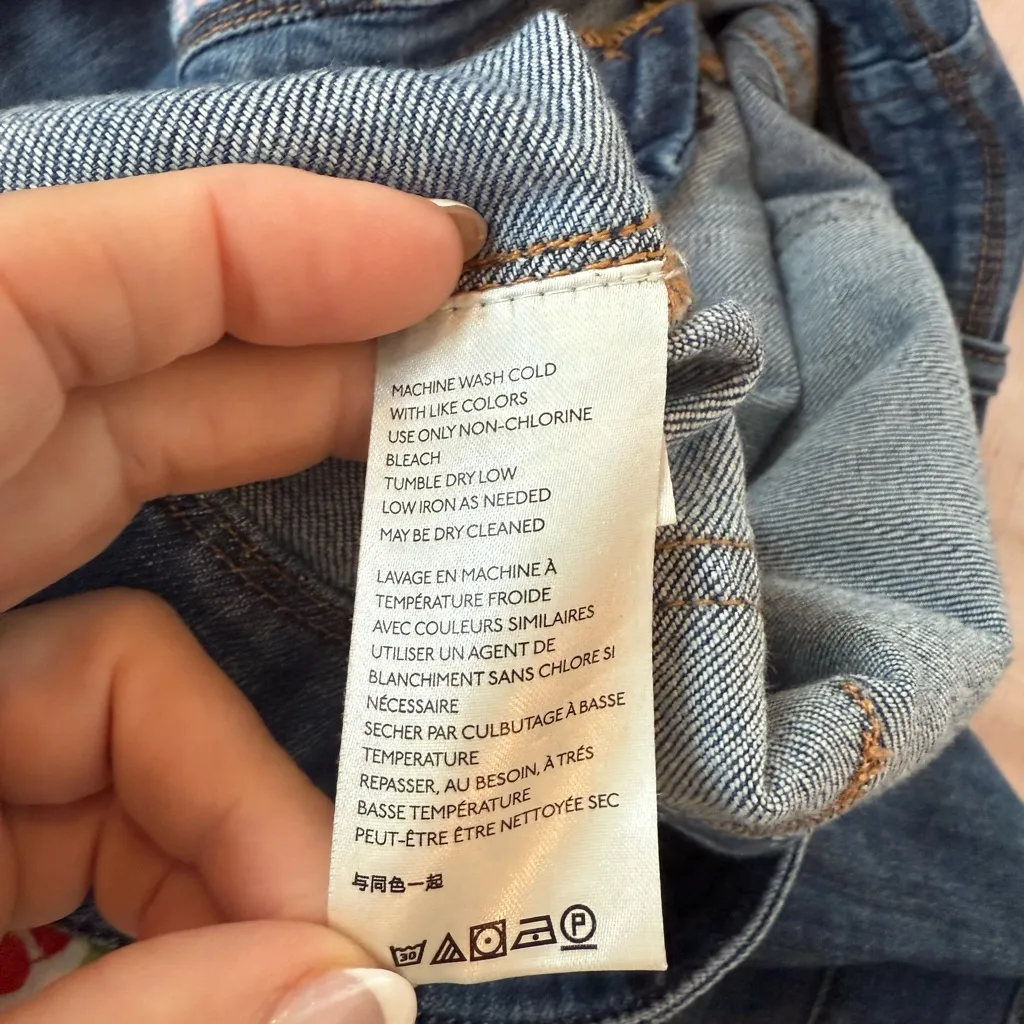 MACHINE WASH COLD
WITH LIKE COLORS
USE ONLY NON-CHLORINE
BLEACH
TUMBLE DRY LOW
LOW IRON AS NEEDED
MAY BE DRY CLEANED
LAVAGE EN MACHINE À
TEMPÉRATURE FROIDE
AVEC COULEURS SIMILAIRES
UTILISER UN AGENT DE
BLANCHIMENT SANS CHLORE SI
NÉCESSAIRE
SECHER PAR CULBUTAGE À BASSE
TEMPERATURE
REPASSER, AU BESOIN, À TRÉS
BASSE TEMPÉRATURE
PEUT-ÊTRE ÊTRE NETTOYÉE SEC
与同色一起
30 P